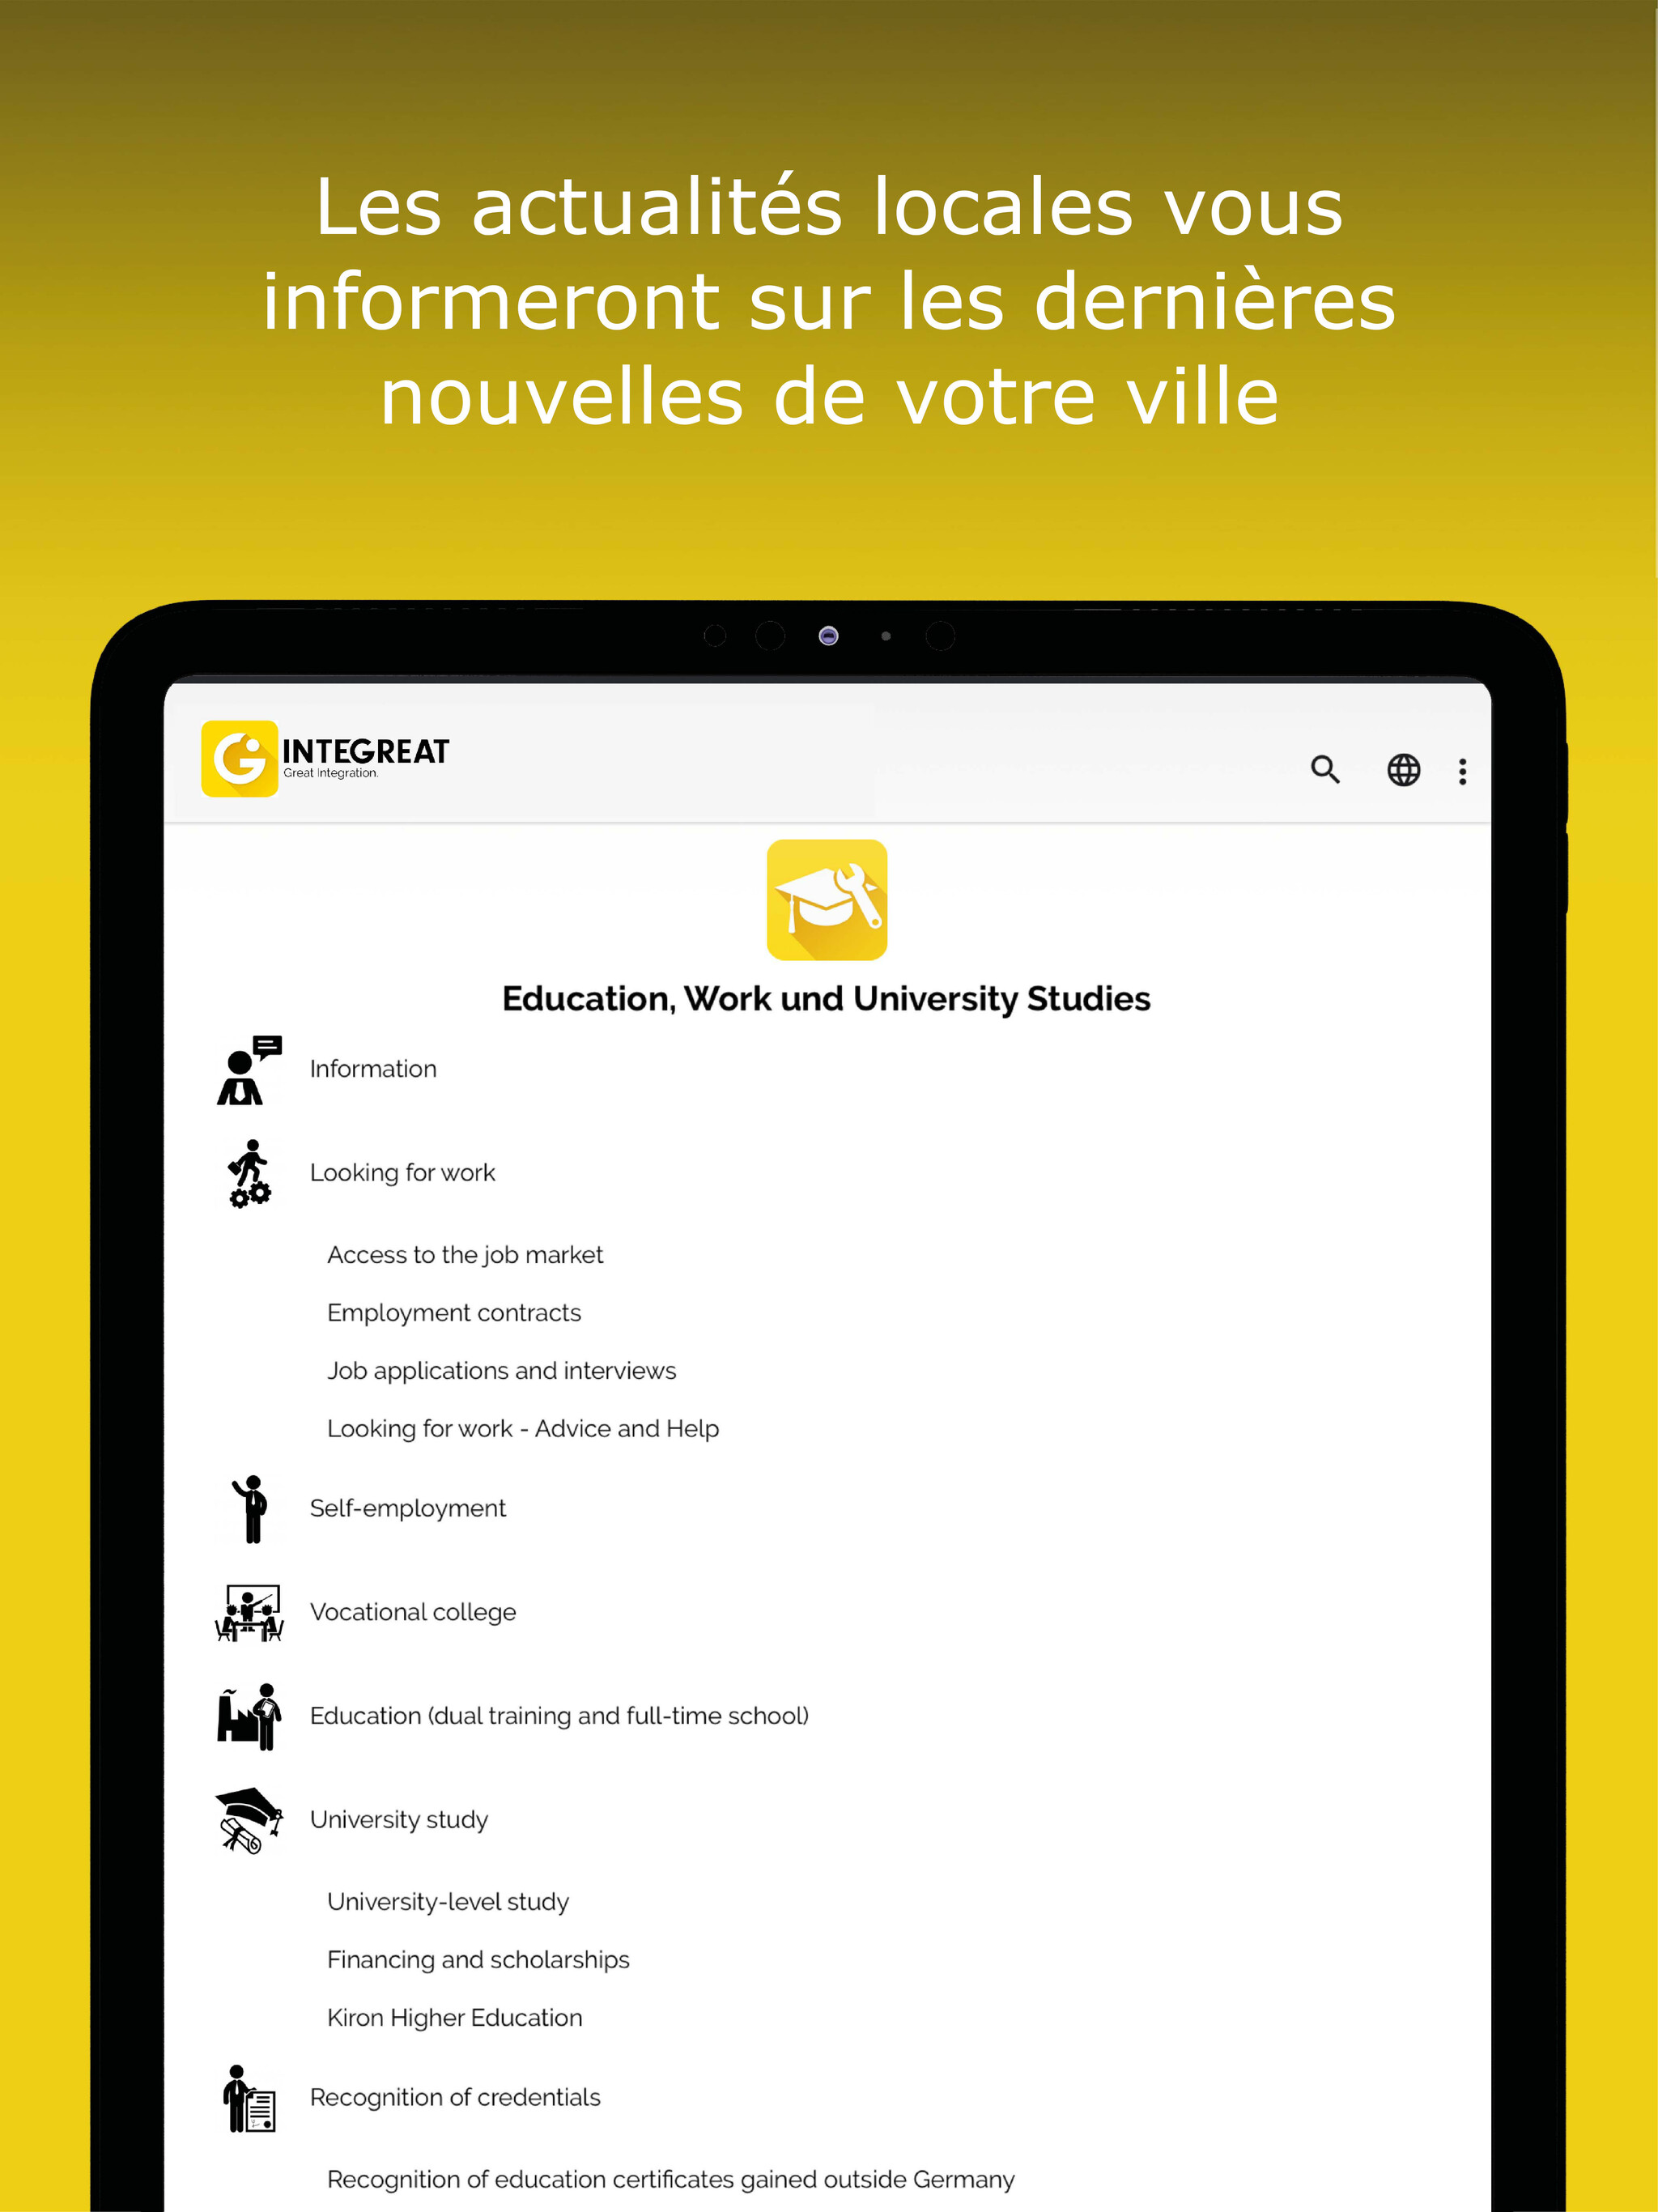 Les actualités locales vous
informeront sur les dernières
nouvelles de votre ville
INTEGREAT
Great Integration.
Education, Work und University Studies
Information
Looking for work
Access to the job market
Employment contracts
Job applications and interviews
Looking for work - Advice and Help
Self-employment
Vocational college
Education (dual training and full-time school)
University study
University-level study
Financing and scholarships
Kiron Higher Education
Recognition of credentials
Recognition of education certificates gained outside Germany